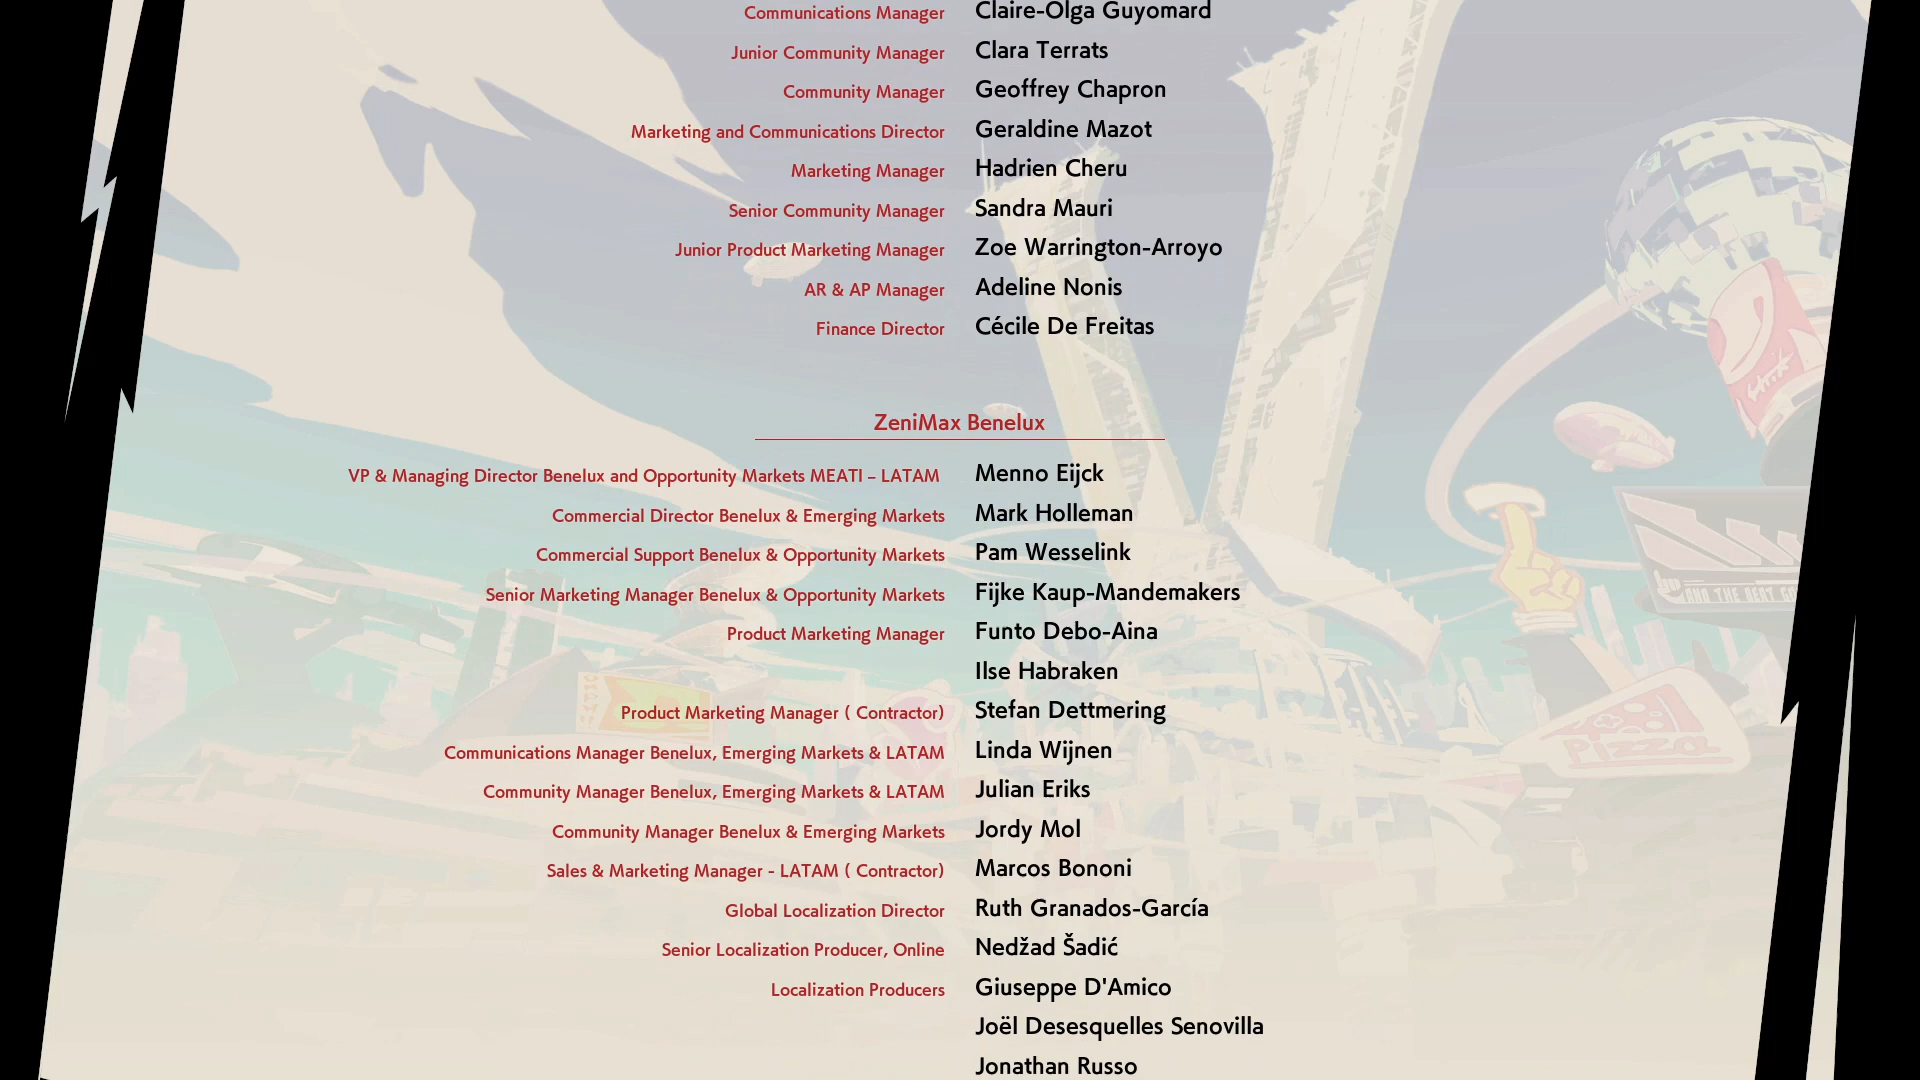 Communications Manager Claire-Olga Guyomard
Junior Community Manager Clara Terrats
Community Manager Geoffrey Chapron
Marketing and Communications Director Geraldine Mazot
Marketing Manager Hadrien Cheru
Senior Community Manager Sandra Mauri
Junior Product Marketing Manager Zoe Warrington-Arroyo
AR & AP Manager Adeline Nonis
Finance Director Cécile De Freitas
ZeniMax Benelux
VP & Managing Director Benelux and Opportunity Markets MEATI – LATAM Menno Eijck
Commercial Director Benelux & Emerging Markets Mark Holleman
Commercial Support Benelux & Opportunity Markets Pam Wesselink
Senior Marketing Manager Benelux & Opportunity Markets Fijke Kaup-Mandemakers
Product Marketing Manager Funto Debo-Aina
Ilse Habraken
Product Marketing Manager ( Contractor) Stefan Dettmering
Communications Manager Benelux, Emerging Markets & LATAM Linda Wijnen
Community Manager Benelux, Emerging Markets & LATAM Julian Eriks
Community Manager Benelux & Emerging Markets Jordy Mol
Sales & Marketing Manager - LATAM ( Contractor) Marcos Bononi
Global Localization Director Ruth Granados-García
Senior Localization Producer, Online Nedžad Šadić
Localization Producers Giuseppe D'Amico
Joël Desesquelles Senovilla
Jonathan Russo
AND THE BEAT GO
PIZZA